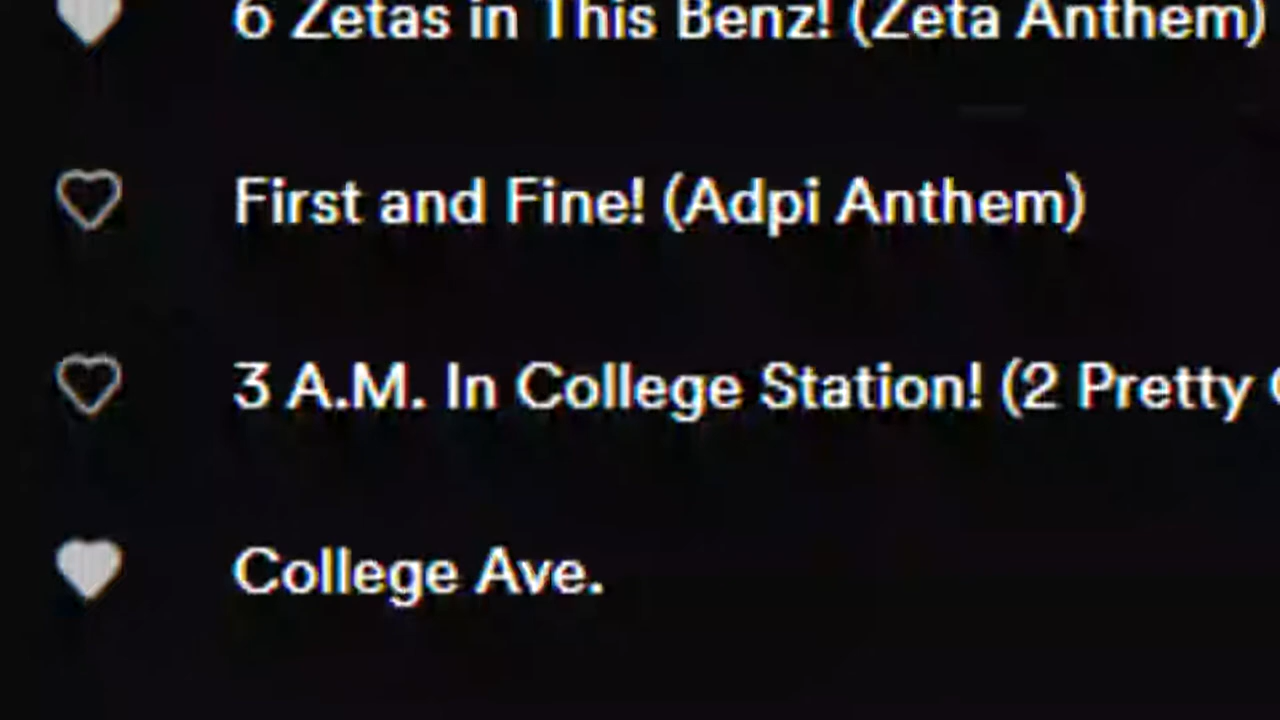 6 Zetas in This Benz! (Zeta Anthem)
First and Fine! (Adpi Anthem)
3 A.M. In College Station! (2 Pretty
College Ave.